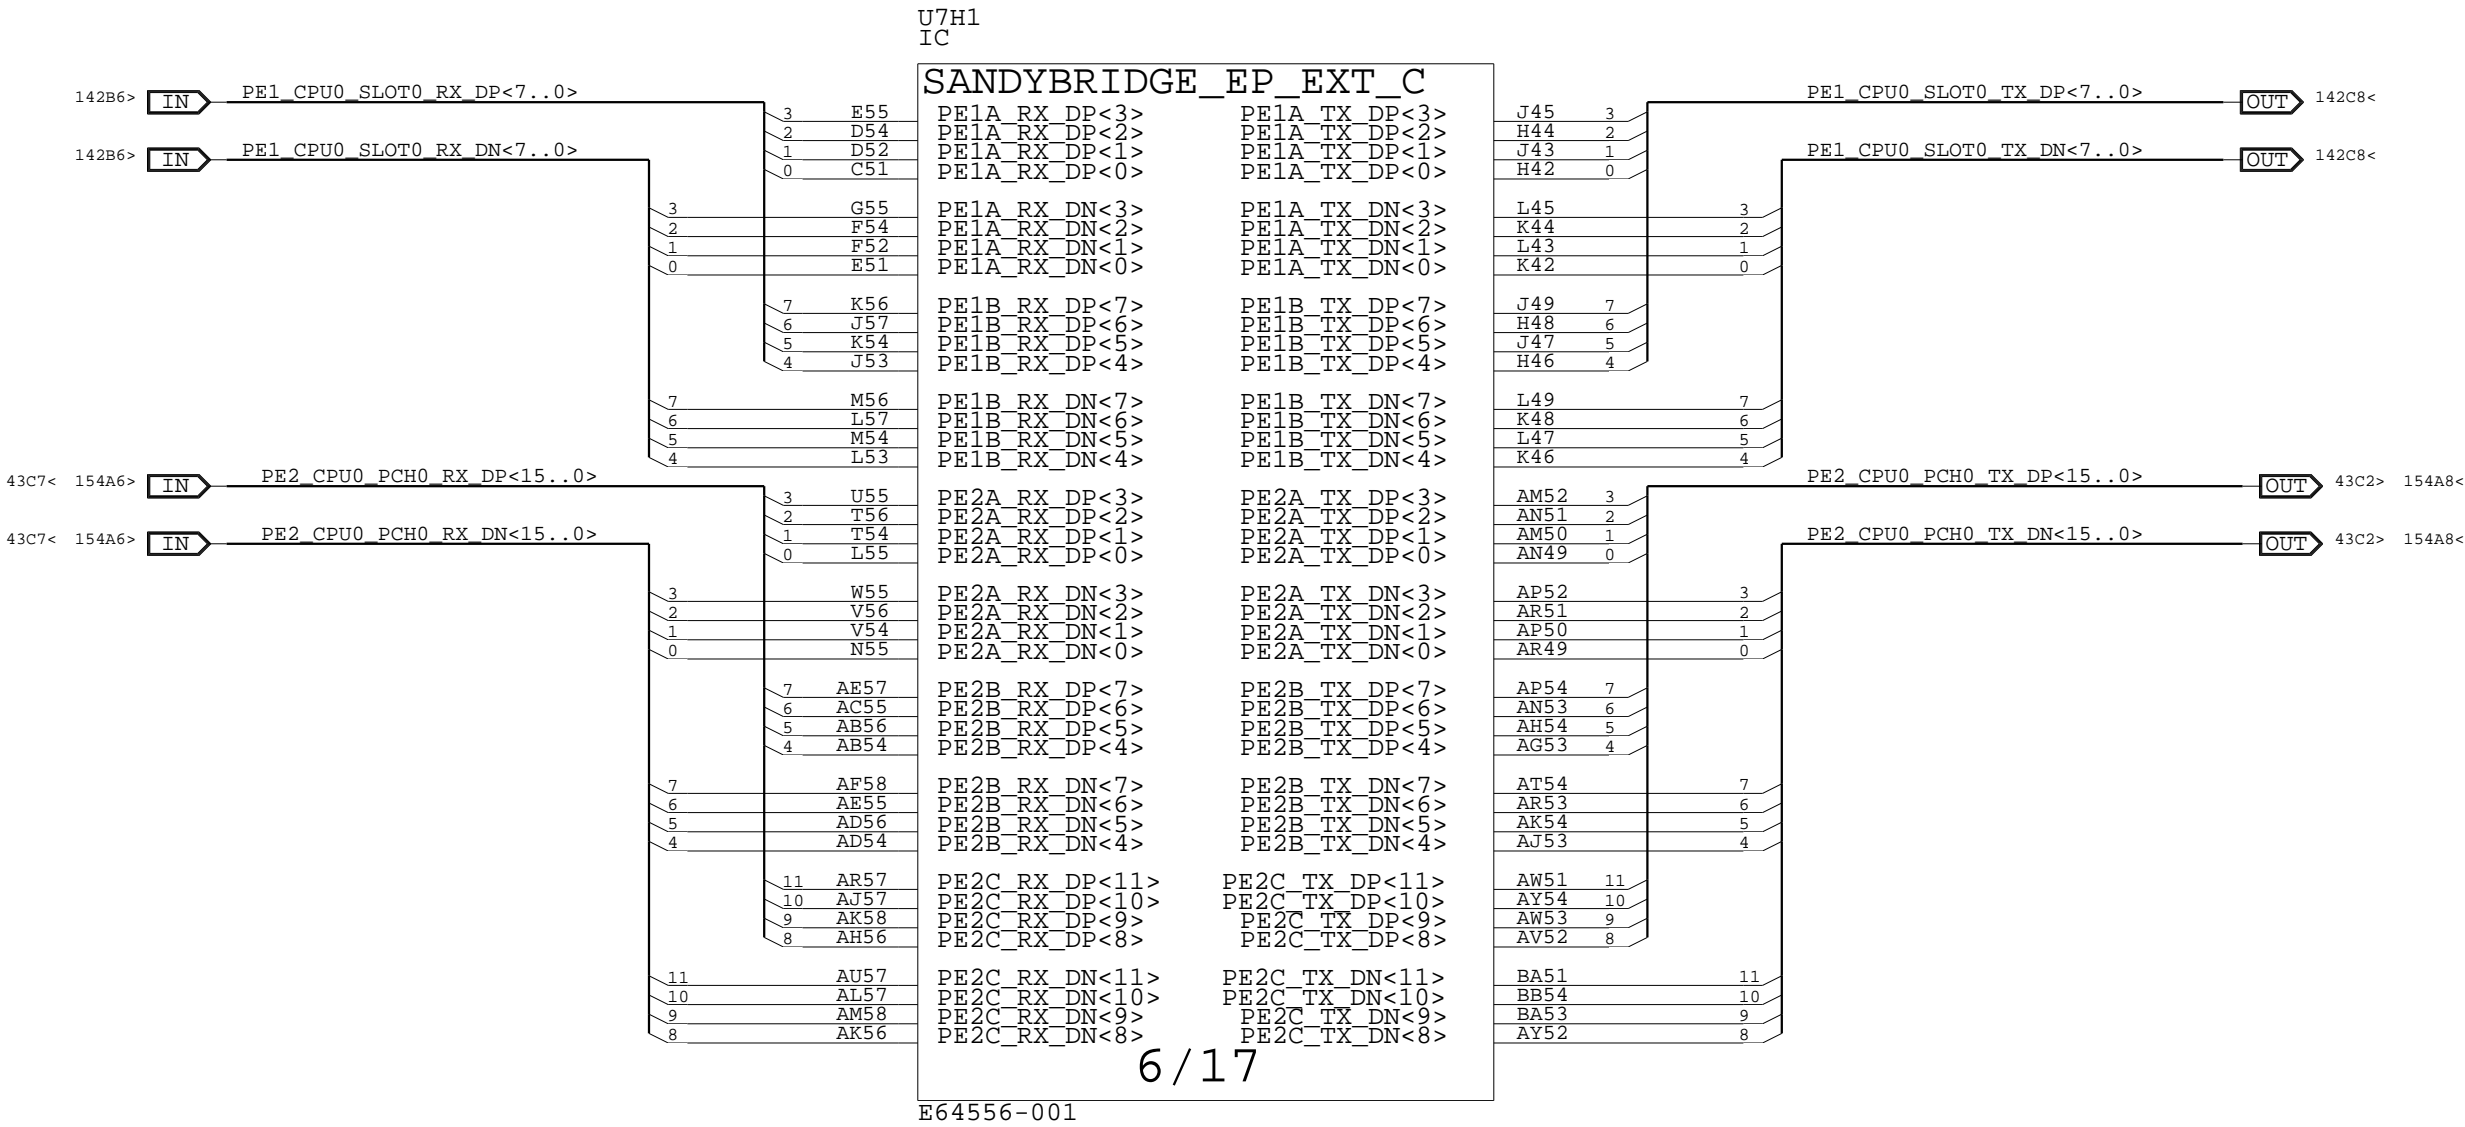 U7H1
IC
SANDYBRIDGE_EP_EXT_C
142B6> IN PE1_CPU0_SLOT0_RX_DP<7..0> PE1_CPU0_SLOT0_TX_DP<7..0> OUT 142C8<
3 E55 PE1A_RX_DP<3> PE1A_TX_DP<3> J45 3
2 D54 PE1A_RX_DP<2> PE1A_TX_DP<2> H44 2
142B6> IN PE1_CPU0_SLOT0_RX_DN<7..0> PE1_CPU0_SLOT0_TX_DN<7..0> OUT 142C8<
1 D52 PE1A_RX_DP<1> PE1A_TX_DP<1> J43 1
0 C51 PE1A_RX_DP<0> PE1A_TX_DP<0> H42 0
3 G55 PE1A_RX_DN<3> PE1A_TX_DN<3> L45 3
2 F54 PE1A_RX_DN<2> PE1A_TX_DN<2> K44 2
1 F52 PE1A_RX_DN<1> PE1A_TX_DN<1> L43 1
0 E51 PE1A_RX_DN<0> PE1A_TX_DN<0> K42 0
7 K56 PE1B_RX_DP<7> PE1B_TX_DP<7> J49 7
6 J57 PE1B_RX_DP<6> PE1B_TX_DP<6> H48 6
5 K54 PE1B_RX_DP<5> PE1B_TX_DP<5> J47 5
4 J53 PE1B_RX_DP<4> PE1B_TX_DP<4> H46 4
7 M56 PE1B_RX_DN<7> PE1B_TX_DN<7> L49 7
6 L57 PE1B_RX_DN<6> PE1B_TX_DN<6> K48 6
5 M54 PE1B_RX_DN<5> PE1B_TX_DN<5> L47 5
4 L53 PE1B_RX_DN<4> PE1B_TX_DN<4> K46 4
43C7< 154A6> IN PE2_CPU0_PCH0_RX_DP<15..0> PE2_CPU0_PCH0_TX_DP<15..0> OUT 43C2> 154A8<
3 U55 PE2A_RX_DP<3> PE2A_TX_DP<3> AM52 3
2 T56 PE2A_RX_DP<2> PE2A_TX_DP<2> AN51 2
43C7< 154A6> IN PE2_CPU0_PCH0_RX_DN<15..0> PE2_CPU0_PCH0_TX_DN<15..0> OUT 43C2> 154A8<
1 T54 PE2A_RX_DP<1> PE2A_TX_DP<1> AM50 1
0 L55 PE2A_RX_DP<0> PE2A_TX_DP<0> AN49 0
3 W55 PE2A_RX_DN<3> PE2A_TX_DN<3> AP52 3
2 V56 PE2A_RX_DN<2> PE2A_TX_DN<2> AR51 2
1 V54 PE2A_RX_DN<1> PE2A_TX_DN<1> AP50 1
0 N55 PE2A_RX_DN<0> PE2A_TX_DN<0> AR49 0
7 AE57 PE2B_RX_DP<7> PE2B_TX_DP<7> AP54 7
6 AC55 PE2B_RX_DP<6> PE2B_TX_DP<6> AN53 6
5 AB56 PE2B_RX_DP<5> PE2B_TX_DP<5> AH54 5
4 AB54 PE2B_RX_DP<4> PE2B_TX_DP<4> AG53 4
7 AF58 PE2B_RX_DN<7> PE2B_TX_DN<7> AT54 7
6 AE55 PE2B_RX_DN<6> PE2B_TX_DN<6> AR53 6
5 AD56 PE2B_RX_DN<5> PE2B_TX_DN<5> AK54 5
4 AD54 PE2B_RX_DN<4> PE2B_TX_DN<4> AJ53 4
11 AR57 PE2C_RX_DP<11> PE2C_TX_DP<11> AW51 11
10 AJ57 PE2C_RX_DP<10> PE2C_TX_DP<10> AY54 10
9 AK58 PE2C_RX_DP<9> PE2C_TX_DP<9> AW53 9
8 AH56 PE2C_RX_DP<8> PE2C_TX_DP<8> AV52 8
11 AU57 PE2C_RX_DN<11> PE2C_TX_DN<11> BA51 11
10 AL57 PE2C_RX_DN<10> PE2C_TX_DN<10> BB54 10
9 AM58 PE2C_RX_DN<9> PE2C_TX_DN<9> BA53 9
8 AK56 PE2C_RX_DN<8> PE2C_TX_DN<8> AY52 8
6/17
E64556-001